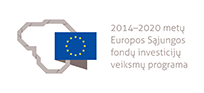 2014–2020 metų
Europos Sąjungos
fondų investicijų
veiksmų programa